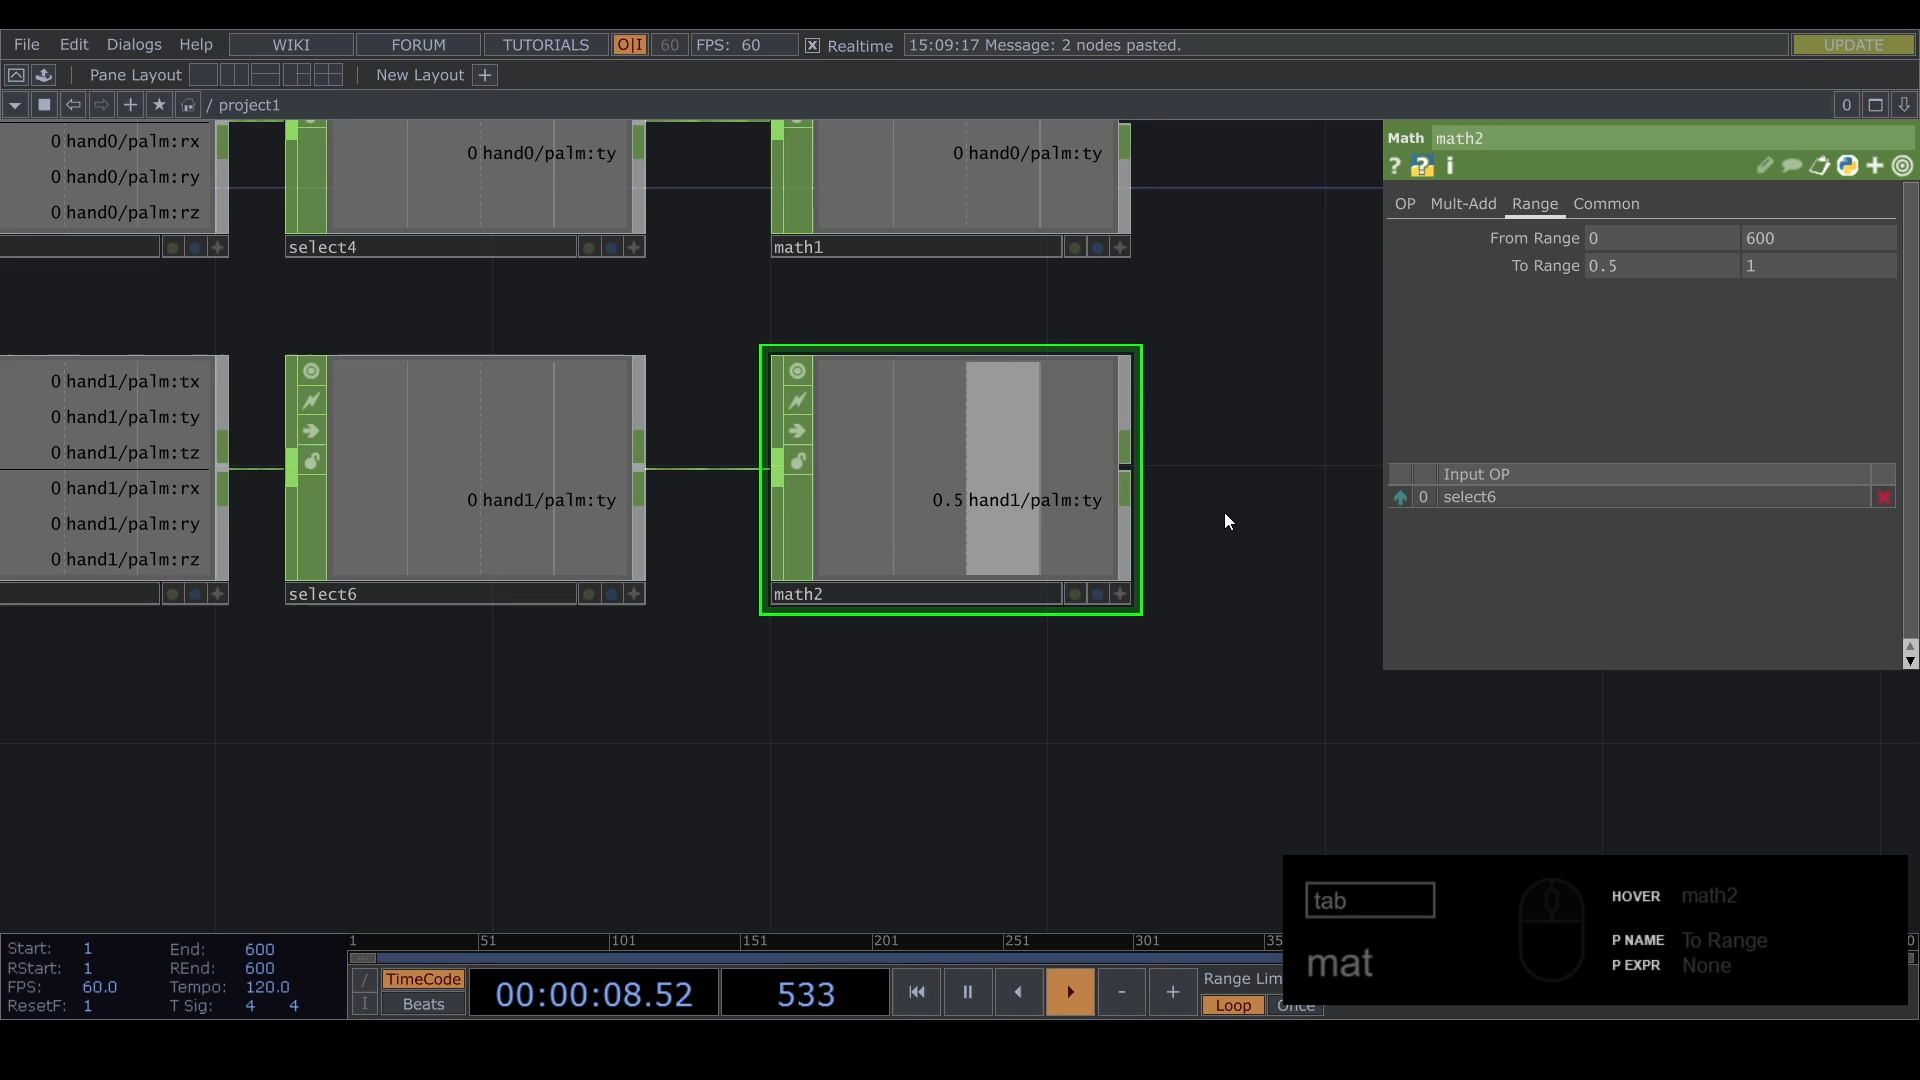 File Edit Dialogs Help WIKI FORUM TUTORIALS O|I 60 FPS: 60 Realtime 15:09:17 Message: 2 nodes pasted. UPDATE
Pane Layout New Layout +
/ project1 0
0 hand0/palm:rx
0 hand0/palm:ry
0 hand0/palm:rz
0 hand0/palm:ty
select4
0 hand0/palm:ty
math1
Math math2
? ? i
OP Mult-Add Range Common
From Range 0 600
To Range 0.5 1
Input OP
0 select6
0 hand1/palm:tx
0 hand1/palm:ty
0 hand1/palm:tz
0 hand1/palm:rx
0 hand1/palm:ry
0 hand1/palm:rz
0 hand1/palm:ty
select6
0.5 hand1/palm:ty
math2
tab
mat
HOVER math2
P NAME To Range
P EXPR None
1 51 101 151 201 251 301 35
Start: 1 End: 600
RStart: 1 REnd: 600
FPS: 60.0 Tempo: 120.0
ResetF: 1 T Sig: 4 4
/ TimeCode
I Beats
00:00:08.52
533
- +
Range Lim
Loop Once